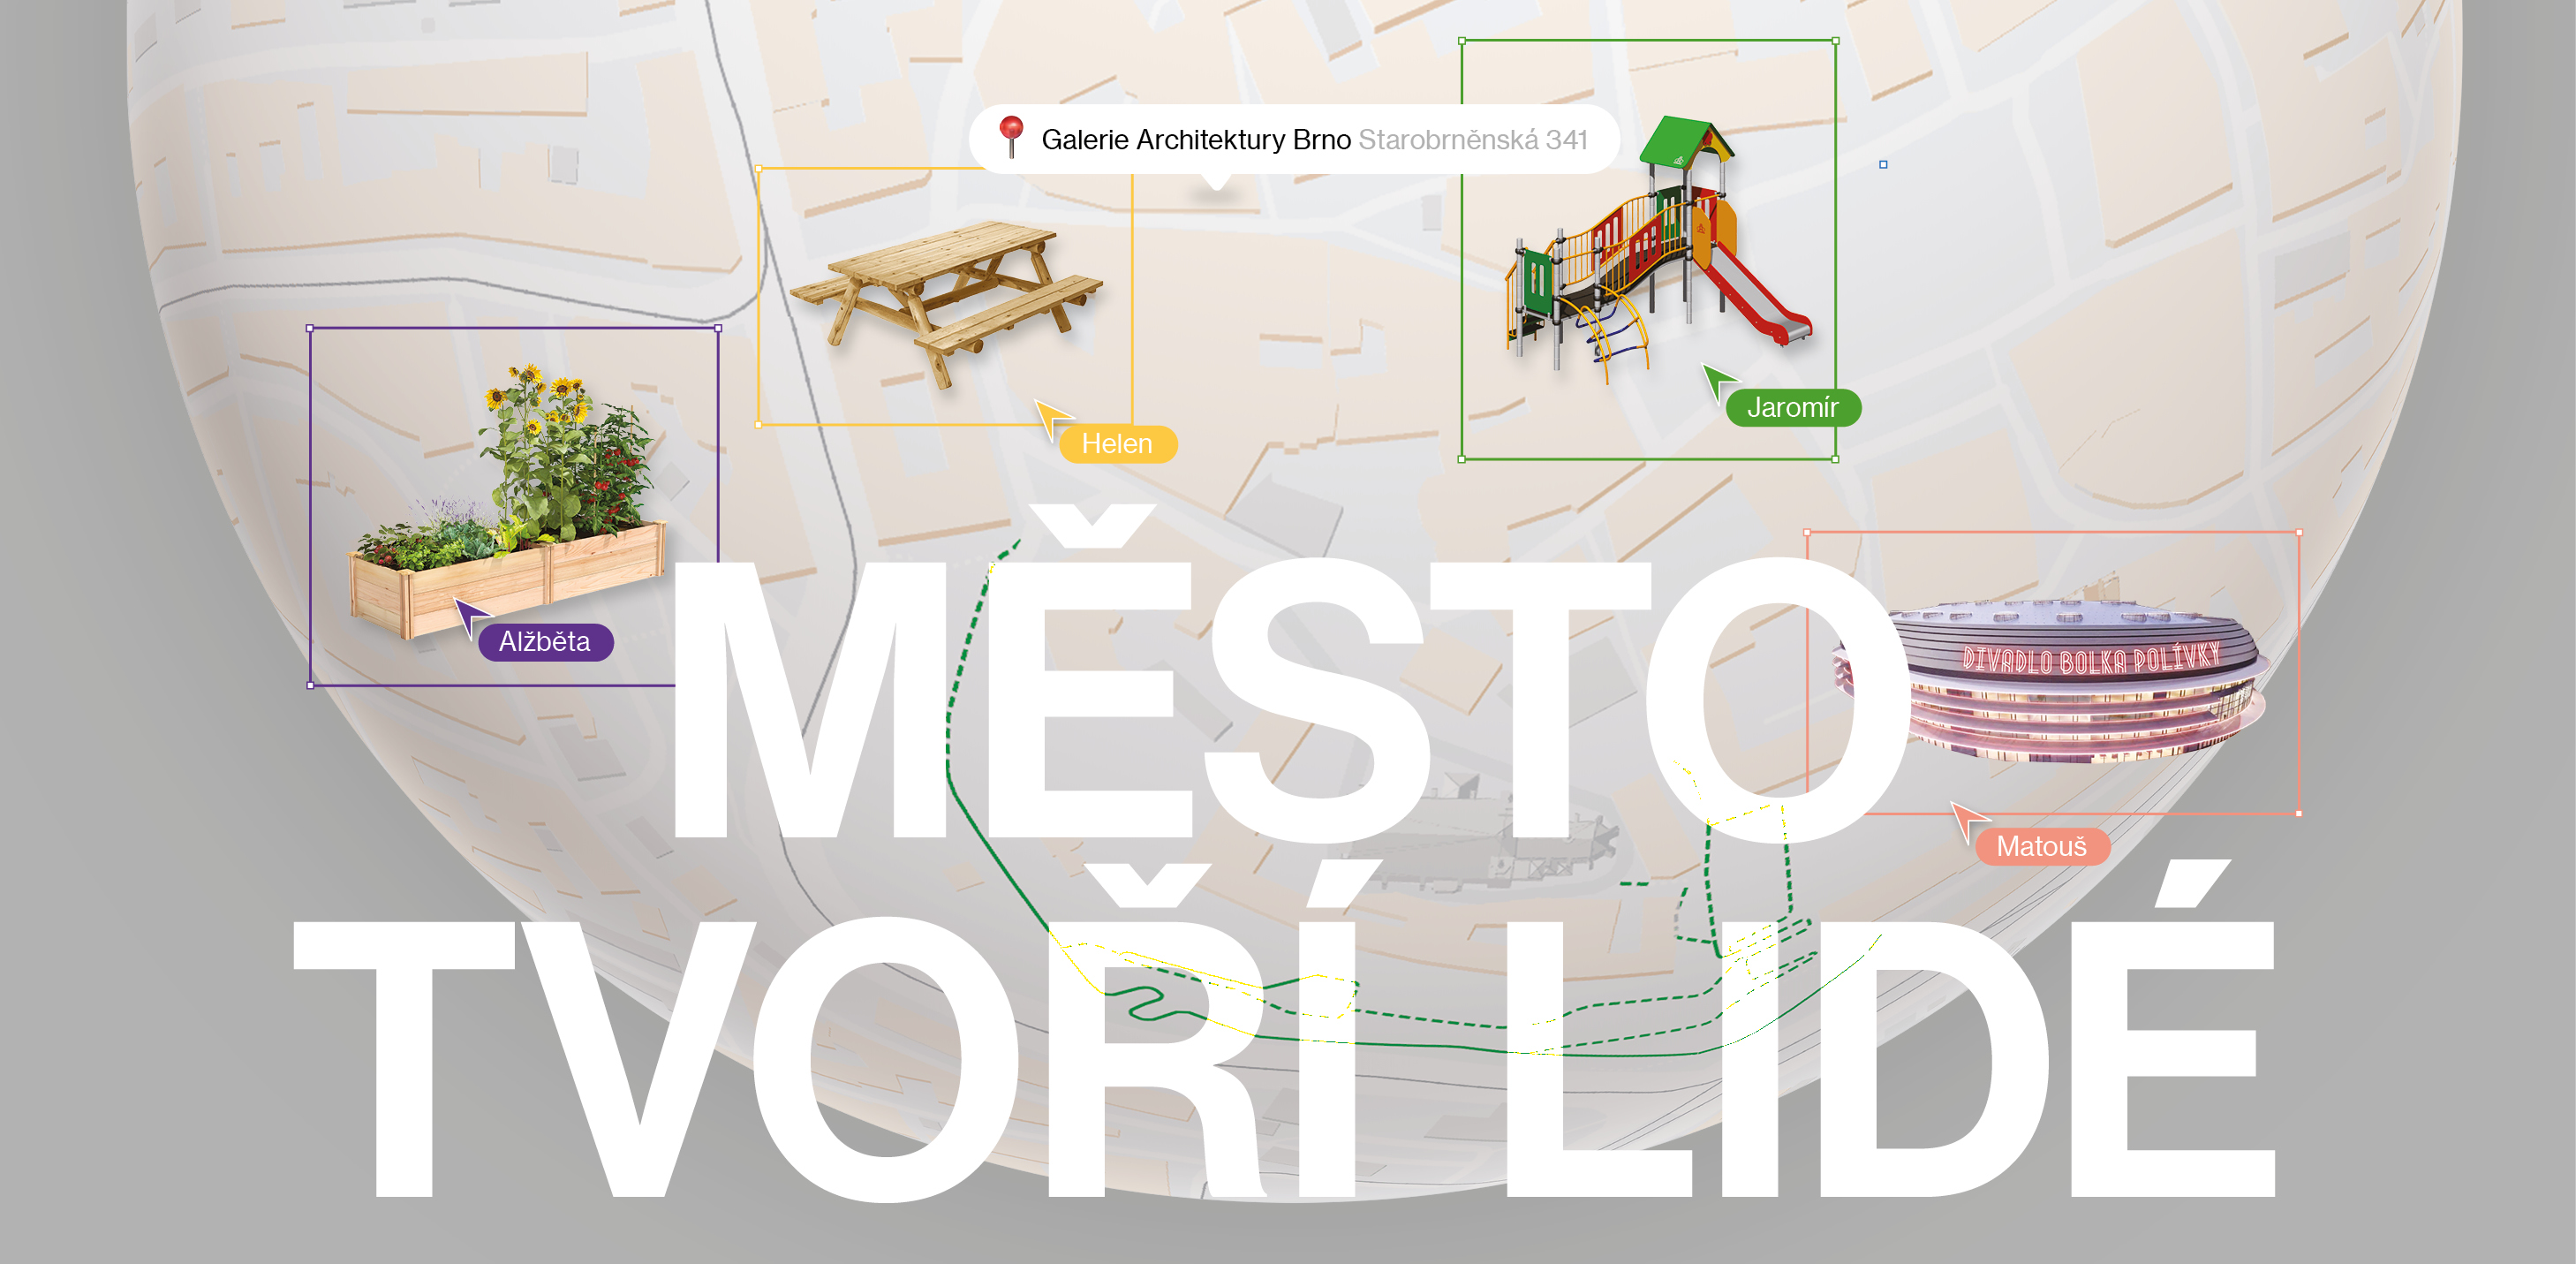 Galerie Architektury Brno Starobrněnská 341
Jaromír
Helen
Alžběta
DIVADLO BOLKA POLÍVKY
Matouš
MĚSTO
TVOŘÍ LIDÉ